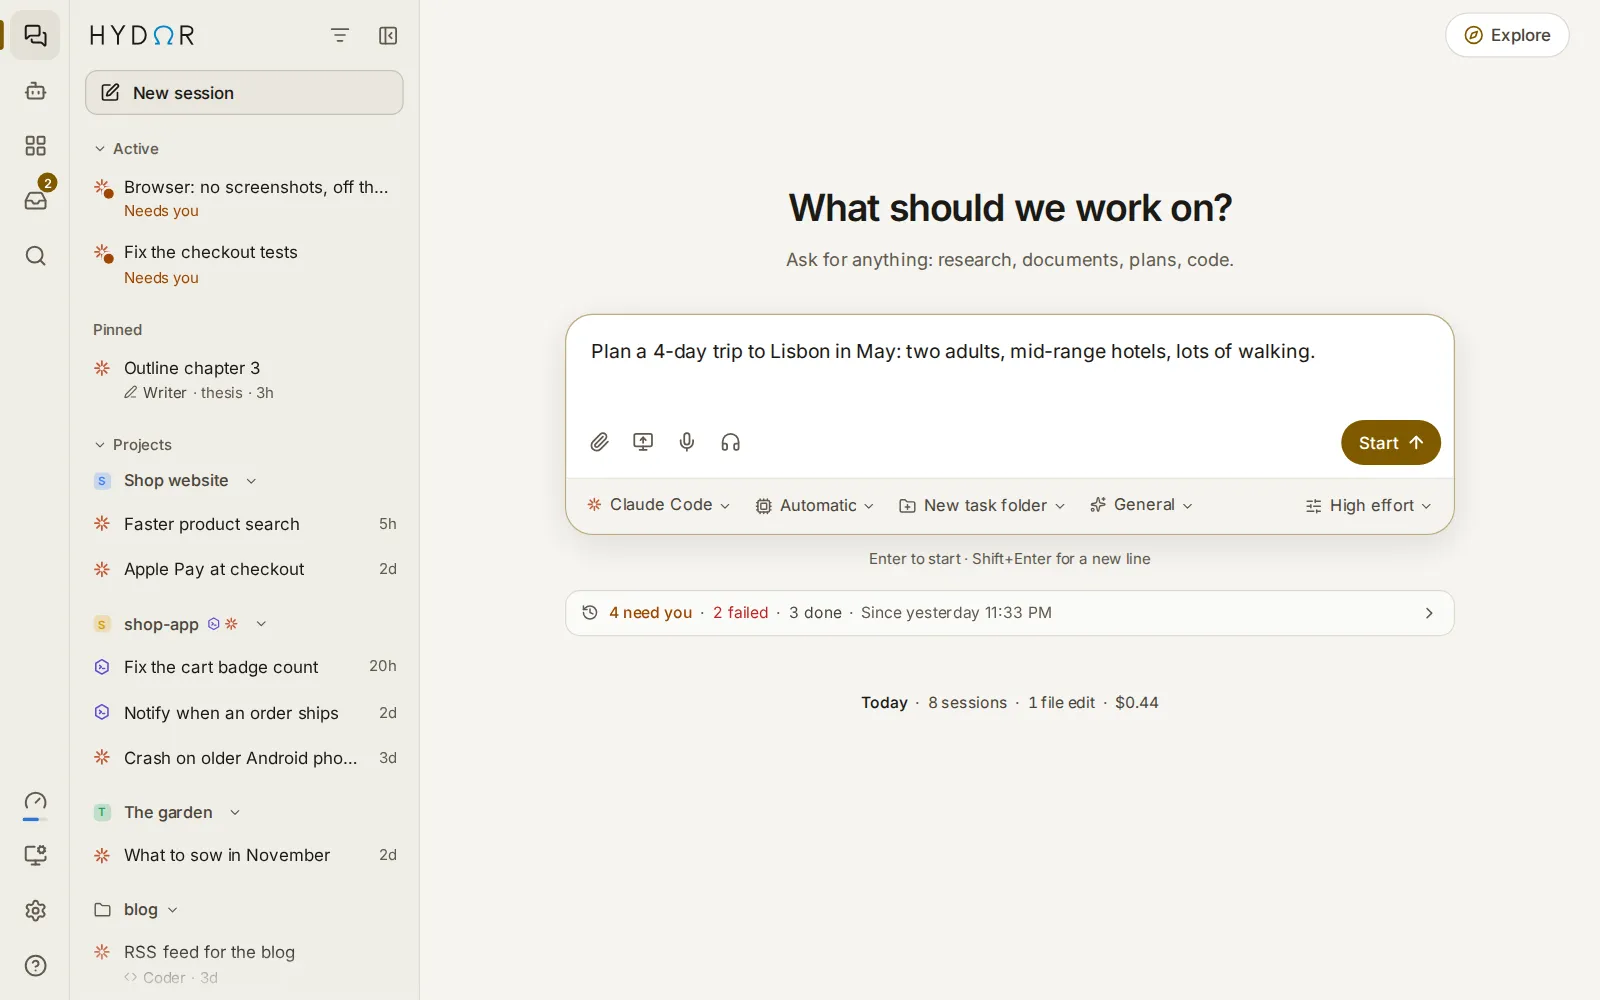 HYDΩR
New session
Active
Browser: no screenshots, off th...
Needs you
Fix the checkout tests
Needs you
Pinned
Outline chapter 3
Writer · thesis · 3h
Projects
S Shop website
Faster product search 5h
Apple Pay at checkout 2d
S shop-app
Fix the cart badge count 20h
Notify when an order ships 2d
Crash on older Android pho... 3d
T The garden
What to sow in November 2d
blog
RSS feed for the blog
Coder · 3d
2
Explore
What should we work on?
Ask for anything: research, documents, plans, code.
Plan a 4-day trip to Lisbon in May: two adults, mid-range hotels, lots of walking.
Start
Claude Code Automatic New task folder General High effort
Enter to start · Shift+Enter for a new line
4 need you · 2 failed · 3 done · Since yesterday 11:33 PM
Today · 8 sessions · 1 file edit · $0.44